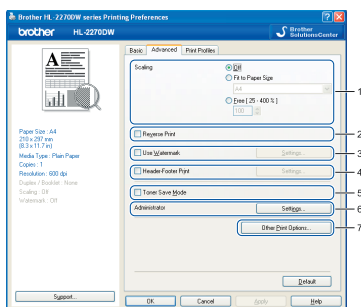 Brother HL-2270DW series Printing Preferences
brother HL-2270DW
Brother SolutionsCenter
Basic Advanced Print Profiles
Scaling
Off
Fit to Paper Size
A4
Free [ 25 - 400 % ]
100
1
Reverse Print
2
Use Watermark Settings...
3
Header-Footer Print Settings...
4
Toner Save Mode
5
Administrator Settings...
6
Other Print Options...
7
Paper Size : A4
210 x 297 mm
(8.3 x 11.7 in)
Media Type : Plain Paper
Copies : 1
Resolution : 600 dpi
Duplex / Booklet : None
Scaling : Off
Watermark : Off
Default
Support...
OK Cancel Apply Help